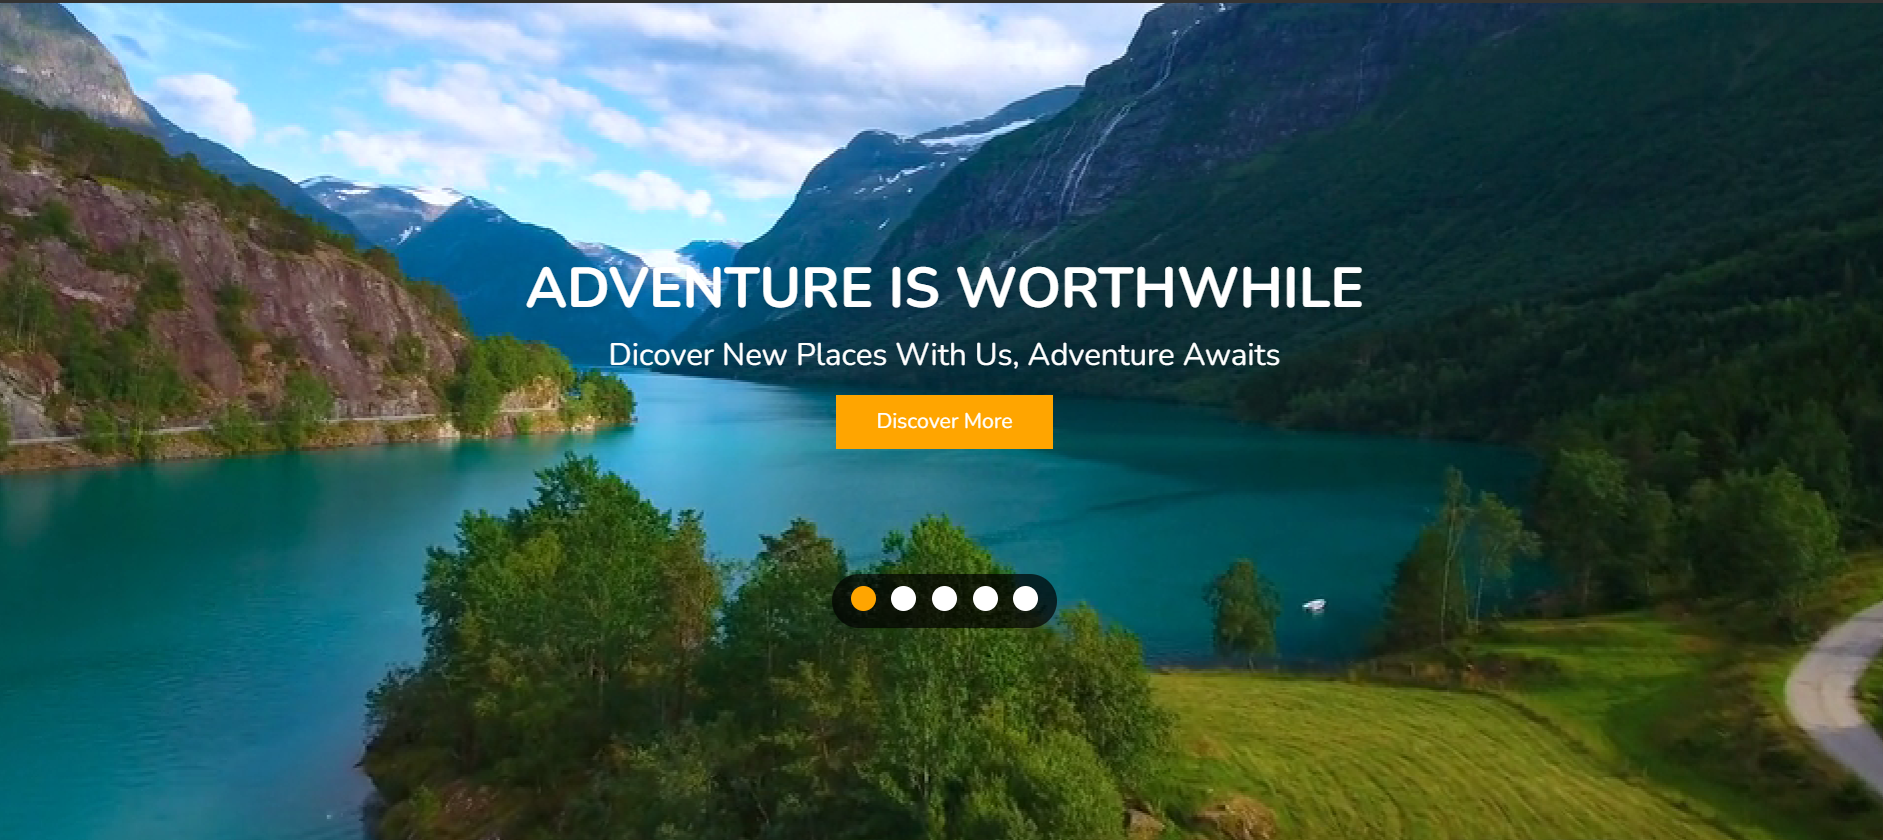 ADVENTURE IS WORTHWHILE
Dicover New Places With Us, Adventure Awaits
Discover More